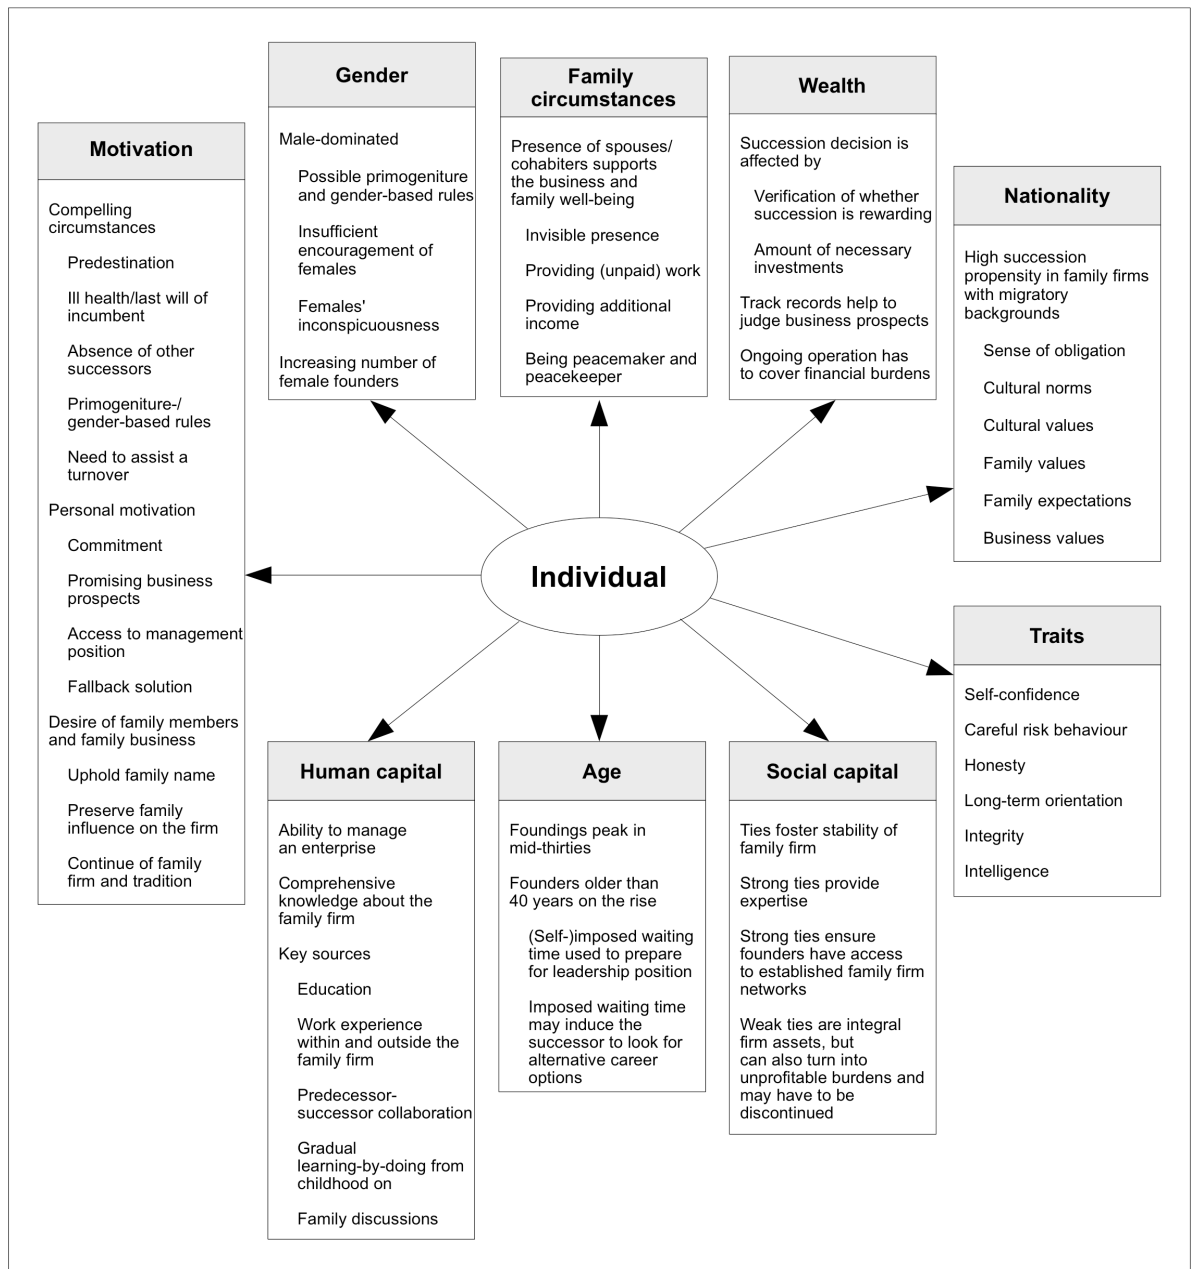 Gender
Male-dominated
Possible primogeniture
and gender-based rules
Insufficient
encouragement of
females
Females'
inconspicuousness
Increasing number of
female founders
Family
circumstances
Presence of spouses/
cohabiters supports
the business and
family well-being
Invisible presence
Providing (unpaid) work
Providing additional
income
Being peacemaker and
peacekeeper
Wealth
Succession decision is
affected by
Verification of whether
succession is rewarding
Amount of necessary
investments
Track records help to
judge business prospects
Ongoing operation has
to cover financial burdens
Motivation
Compelling
circumstances
Predestination
Ill health/last will of
incumbent
Absence of other
successors
Primogeniture-/
gender-based rules
Need to assist a
turnover
Personal motivation
Commitment
Promising business
prospects
Access to management
position
Fallback solution
Desire of family members
and family business
Uphold family name
Preserve family
influence on the firm
Continue of family
firm and tradition
Nationality
High succession
propensity in family firms
with migratory
backgrounds
Sense of obligation
Cultural norms
Cultural values
Family values
Family expectations
Business values
Individual
Traits
Self-confidence
Careful risk behaviour
Honesty
Long-term orientation
Integrity
Intelligence
Human capital
Ability to manage
an enterprise
Comprehensive
knowledge about the
family firm
Key sources
Education
Work experience
within and outside the
family firm
Predecessor-
successor collaboration
Gradual
learning-by-doing from
childhood on
Family discussions
Age
Foundings peak in
mid-thirties
Founders older than
40 years on the rise
(Self-)imposed waiting
time used to prepare
for leadership position
Imposed waiting time
may induce the
successor to look for
alternative career
options
Social capital
Ties foster stability of
family firm
Strong ties provide
expertise
Strong ties ensure
founders have access
to established family firm
networks
Weak ties are integral
firm assets, but
can also turn into
unprofitable burdens and
may have to be
discontinued